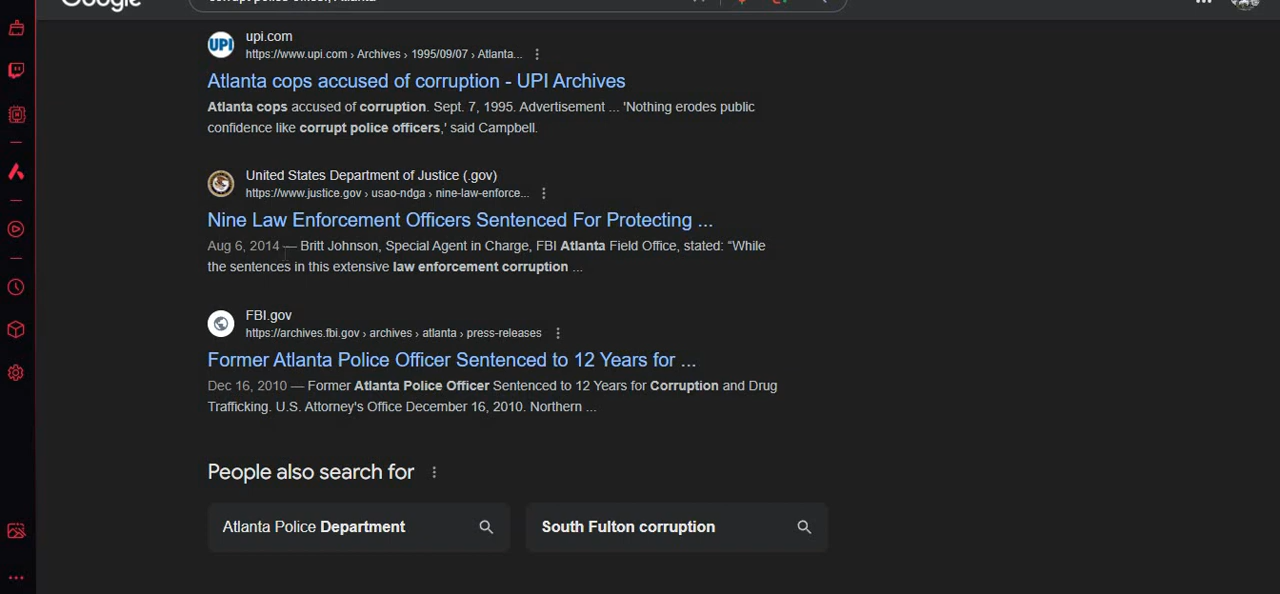 Google
corrupt police officer, Atlanta
upi.com
https://www.upi.com › Archives › 1995/09/07 › Atlanta...
Atlanta cops accused of corruption - UPI Archives
Atlanta cops accused of corruption. Sept. 7, 1995. Advertisement ... 'Nothing erodes public
confidence like corrupt police officers,' said Campbell.
United States Department of Justice (.gov)
https://www.justice.gov › usao-ndga › nine-law-enforce...
Nine Law Enforcement Officers Sentenced For Protecting ...
Aug 6, 2014 — Britt Johnson, Special Agent in Charge, FBI Atlanta Field Office, stated: “While
the sentences in this extensive law enforcement corruption ...
FBI.gov
https://archives.fbi.gov › archives › atlanta › press-releases
Former Atlanta Police Officer Sentenced to 12 Years for ...
Dec 16, 2010 — Former Atlanta Police Officer Sentenced to 12 Years for Corruption and Drug
Trafficking. U.S. Attorney's Office December 16, 2010. Northern ...
People also search for
Atlanta Police Department
South Fulton corruption